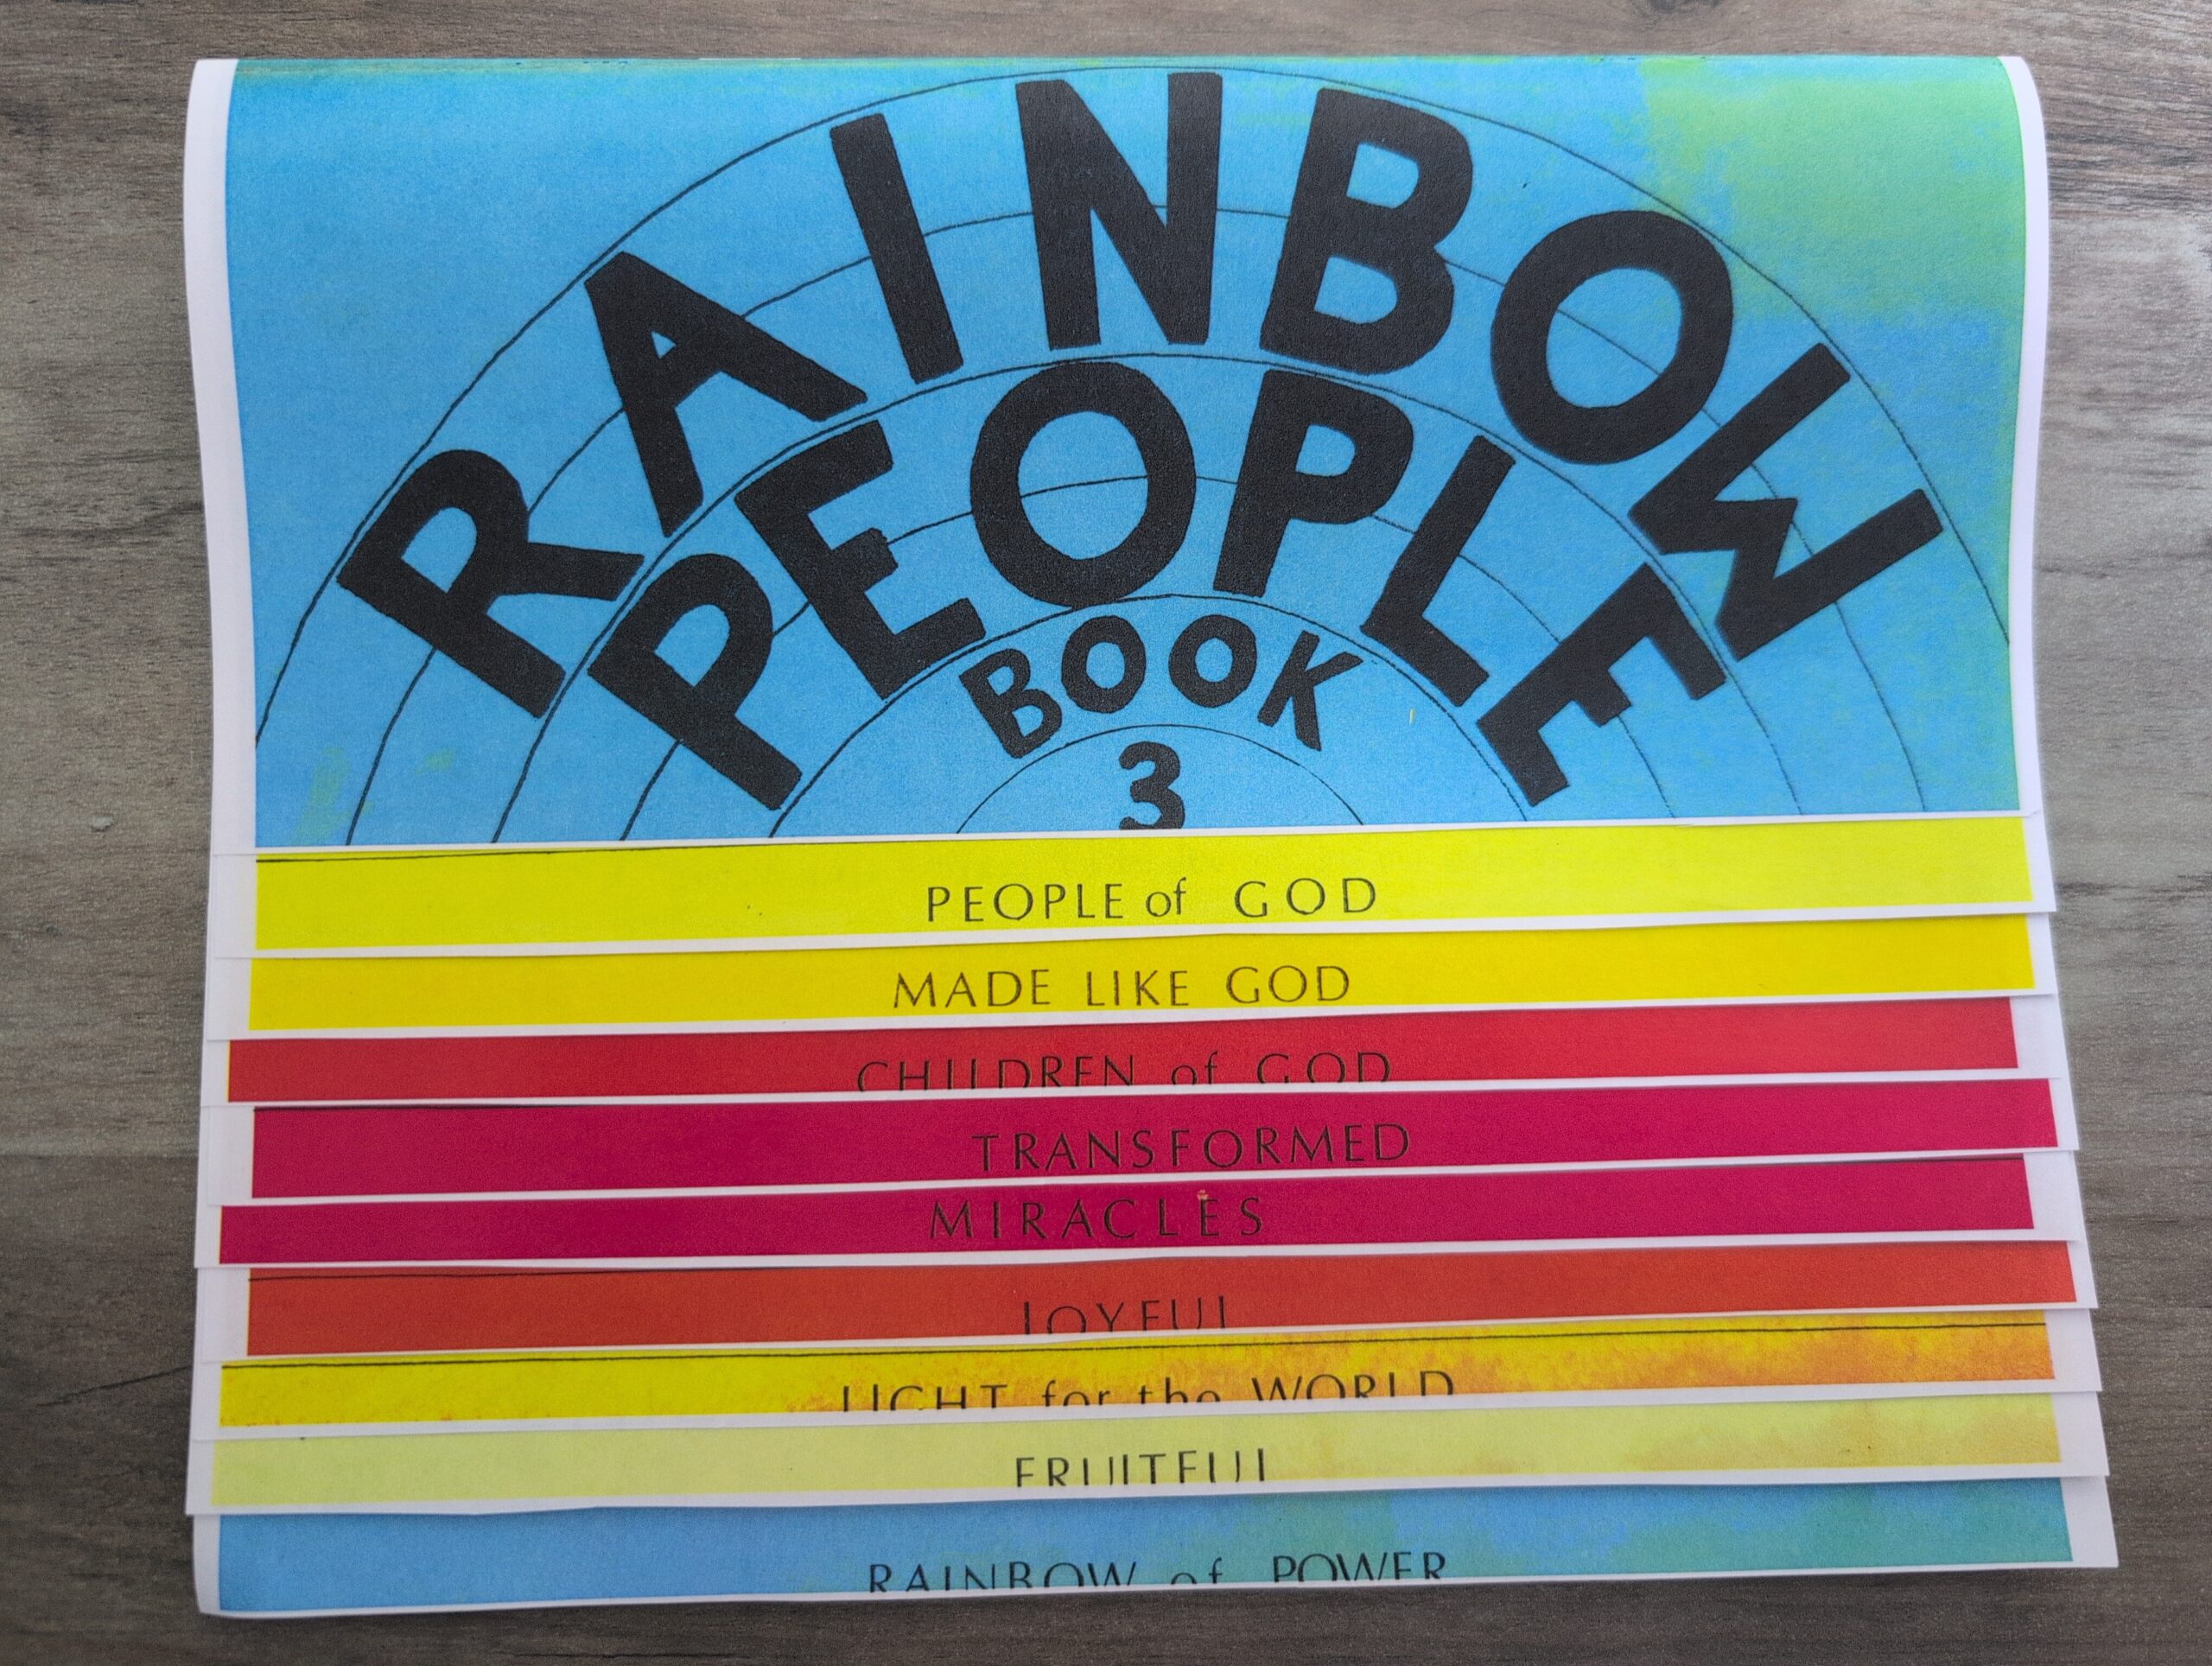 RAINBOW
PEOPLE
BOOK
3
PEOPLE of GOD
MADE LIKE GOD
CHILDREN of GOD
TRANSFORMED
MIRACLES
JOYFUL
LIGHT for the WORLD
FRUITFUL
RAINBOW of POWER